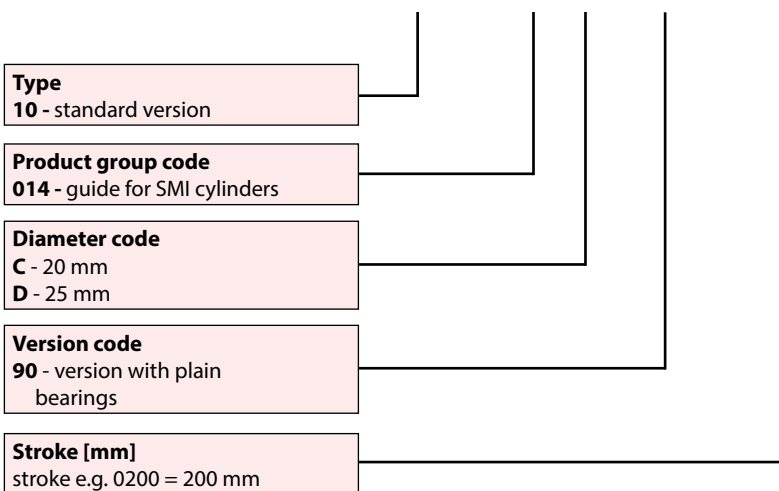 Type
10 - standard version
Product group code
014 - guide for SMI cylinders
Diameter code
C - 20 mm
D - 25 mm
Version code
90 - version with plain
bearings
Stroke [mm]
stroke e.g. 0200 = 200 mm